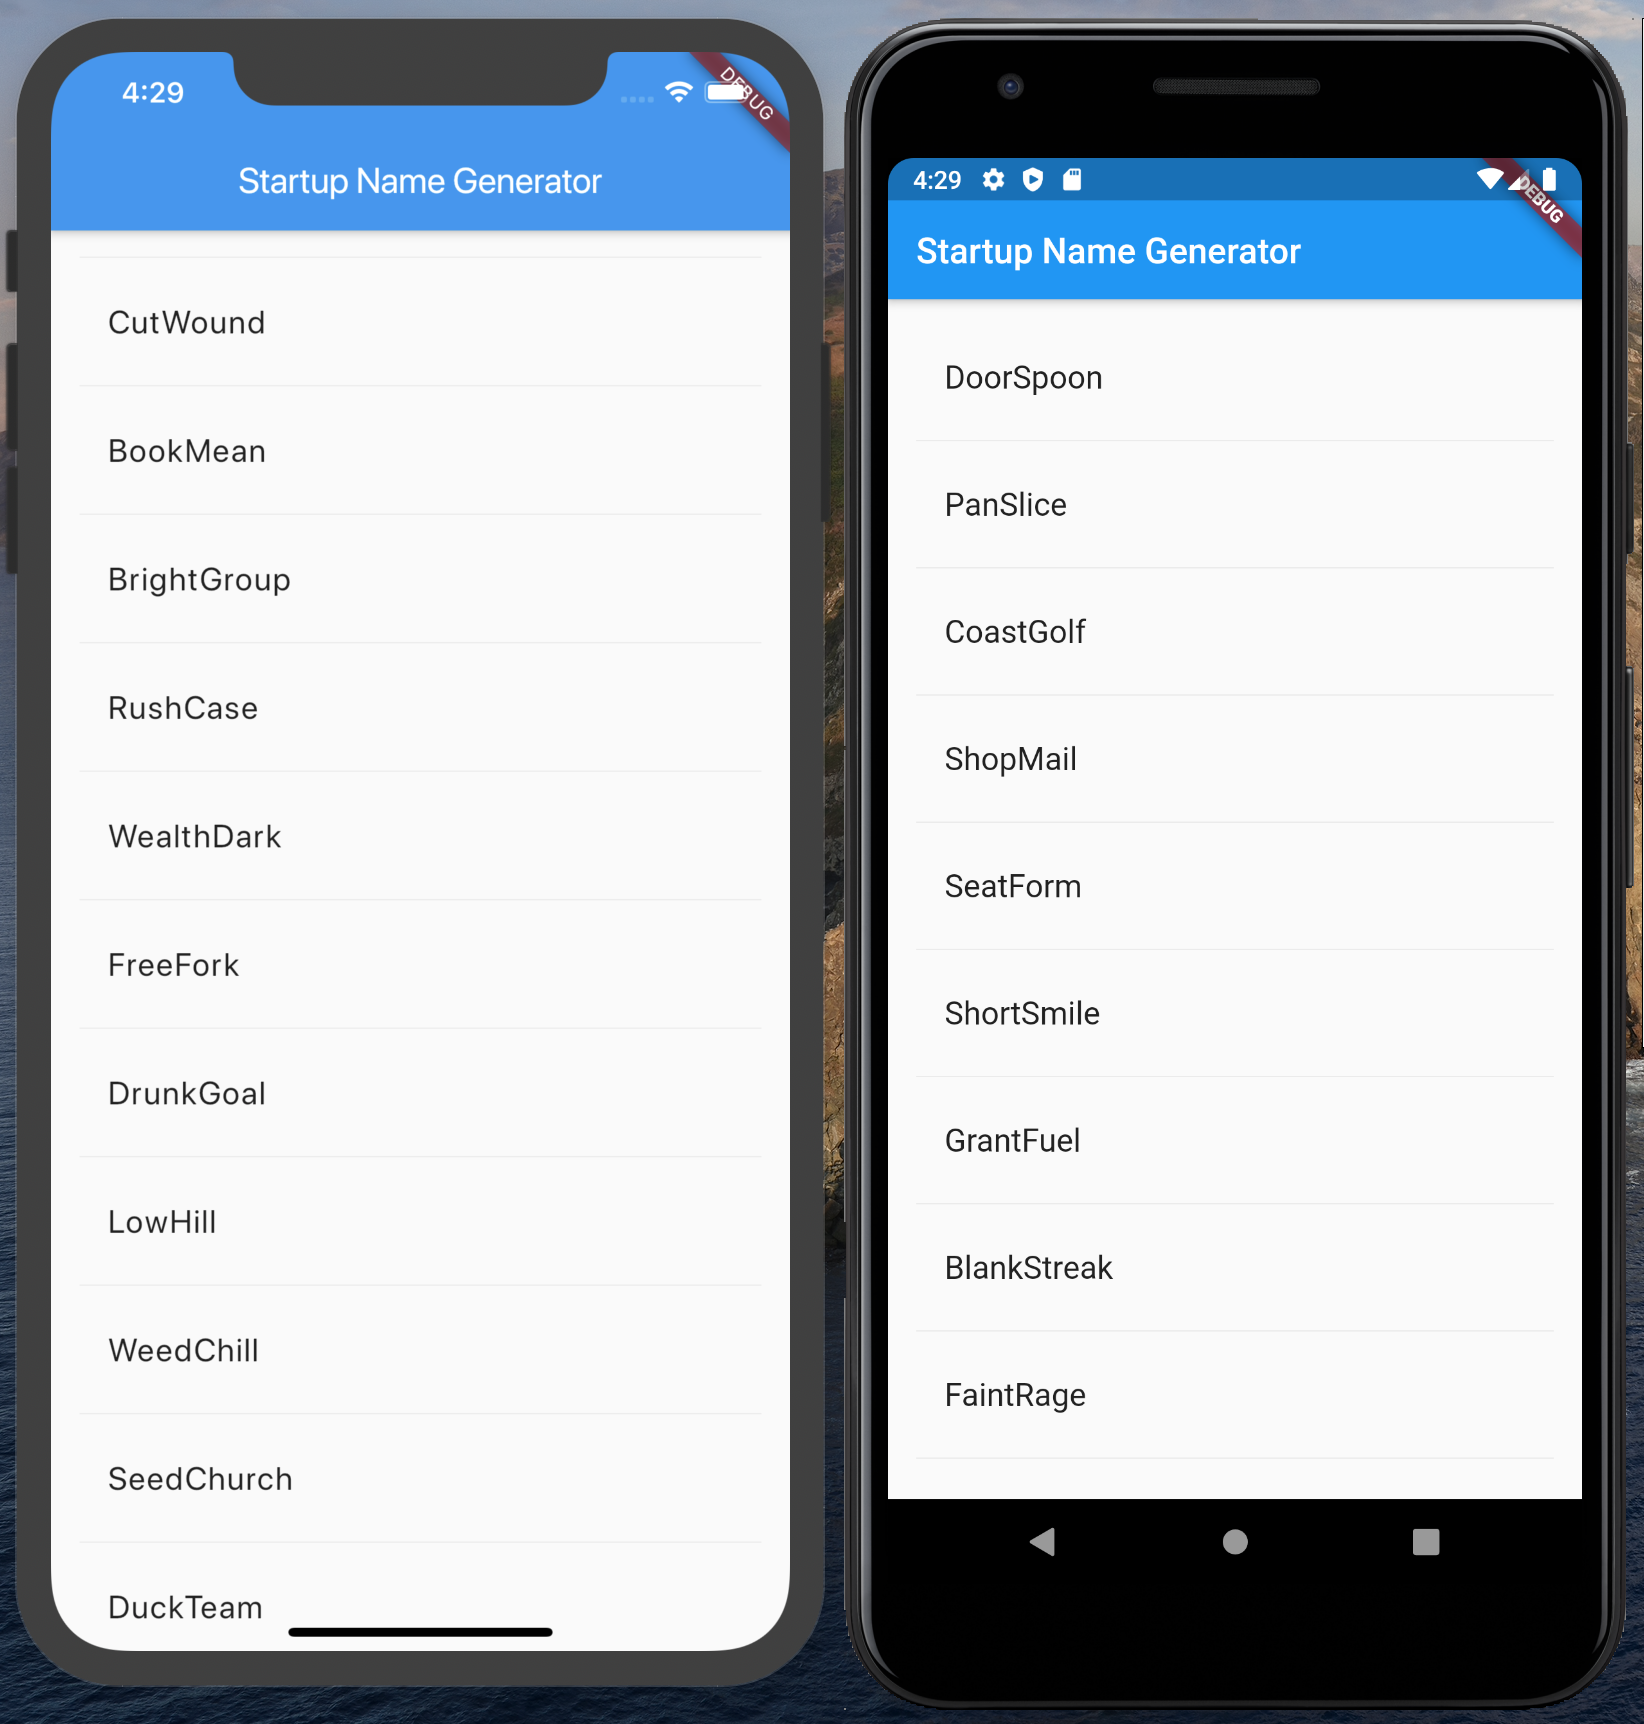 4:29
DEBUG
Startup Name Generator
CutWound
BookMean
BrightGroup
RushCase
WealthDark
FreeFork
DrunkGoal
LowHill
WeedChill
SeedChurch
DuckTeam
4:29
DEBUG
Startup Name Generator
DoorSpoon
PanSlice
CoastGolf
ShopMail
SeatForm
ShortSmile
GrantFuel
BlankStreak
FaintRage